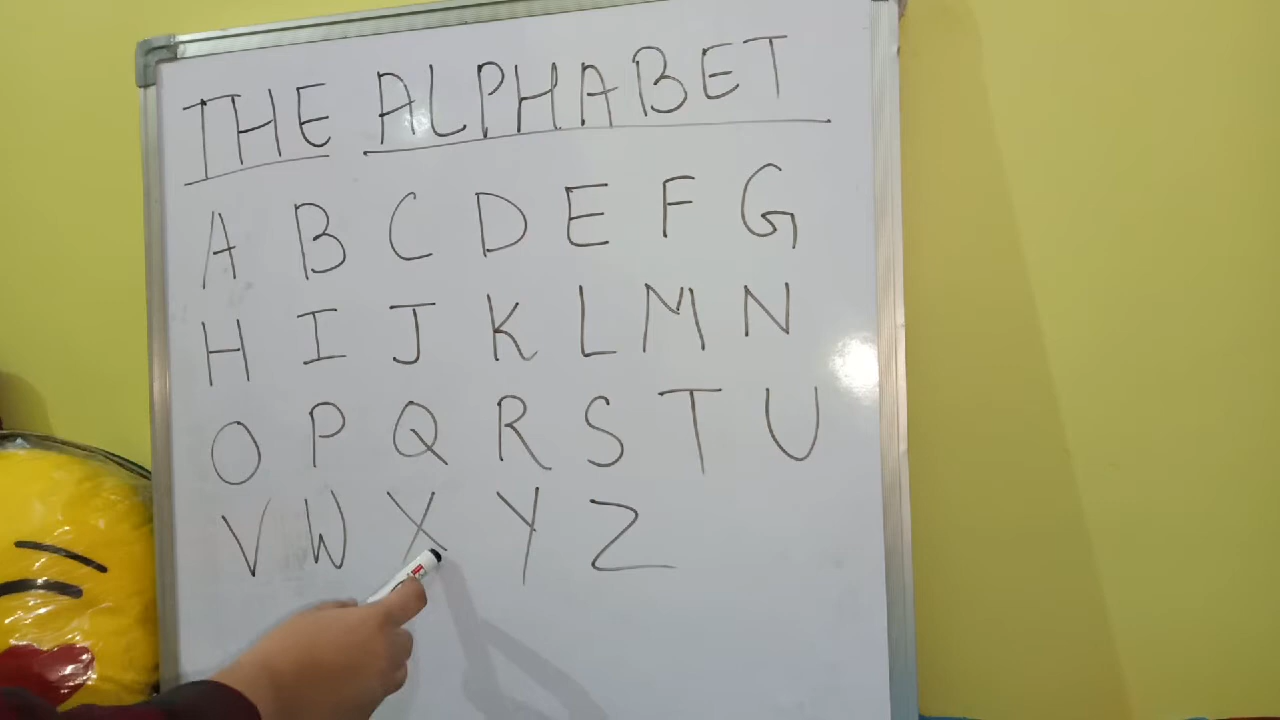 THE ALPHABET
A B C D E F G
H I J K L M N
O P Q R S T U
V W X Y Z